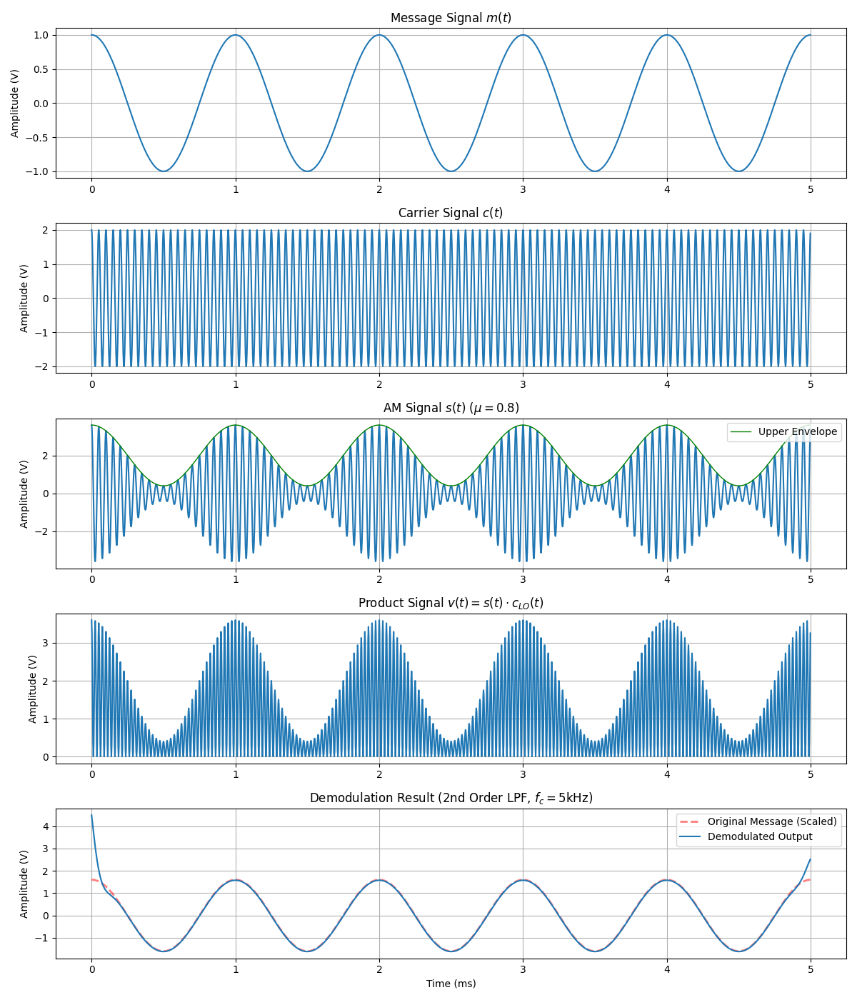 Message Signal m(t)
Amplitude (V)
1.0
0.5
0.0
−0.5
−1.0
0 1 2 3 4 5
Carrier Signal c(t)
Amplitude (V)
2
1
0
−1
−2
0 1 2 3 4 5
AM Signal s(t) (μ = 0.8)
Amplitude (V)
2
0
−2
Upper Envelope
0 1 2 3 4 5
Product Signal v(t) = s(t) · c_{LO}(t)
Amplitude (V)
3
2
1
0
0 1 2 3 4 5
Demodulation Result (2nd Order LPF, f_c = 5kHz)
Amplitude (V)
4
3
2
1
0
−1
Original Message (Scaled)
Demodulated Output
0 1 2 3 4 5
Time (ms)